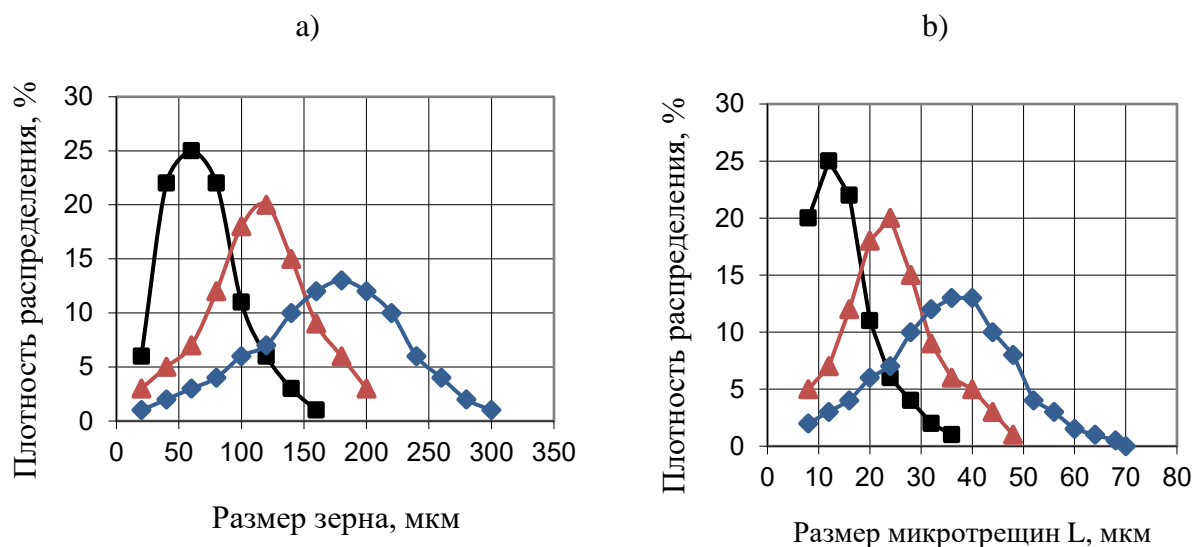 a)
b)
Плотность распределения, %
30
25
20
15
10
5
0
0 50 100 150 200 250 300 350
Размер зерна, мкм
Плотность распределения, %
30
25
20
15
10
5
0
0 10 20 30 40 50 60 70 80
Размер микротрещин L, мкм